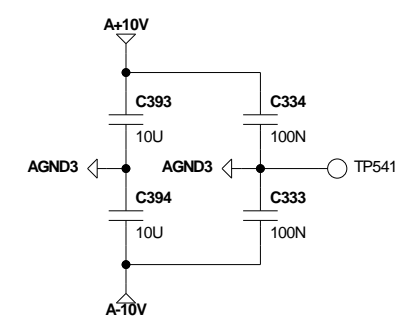 A+10V
C393
C334
10U
100N
AGND3
AGND3
TP541
C394
C333
10U
100N
A-10V